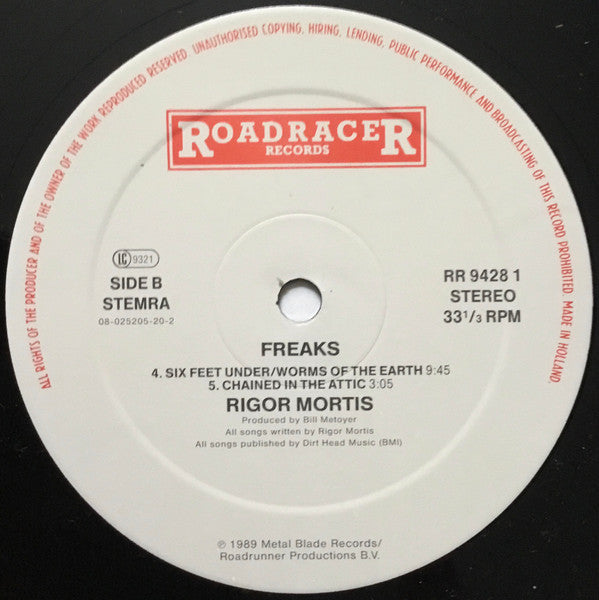 ALL RIGHTS OF THE PRODUCER AND OF THE OWNER OF THE WORK REPRODUCED RESERVED. UNAUTHORISED COPYING, HIRING, LENDING, PUBLIC PERFORMANCE AND BROADCASTING OF THIS RECORD PROHIBITED. MADE IN HOLLAND.
ROADRACER
RECORDS
LC 9321
SIDE B
STEMRA
08-025205-20-2
RR 9428 1
STEREO
33 1/3 RPM
FREAKS
4. SIX FEET UNDER/WORMS OF THE EARTH 9:45
5. CHAINED IN THE ATTIC 3:05
RIGOR MORTIS
Produced by Bill Metoyer
All songs written by Rigor Mortis
All songs published by Dirt Head Music (BMI)
℗ 1989 Metal Blade Records/
Roadrunner Productions B.V.